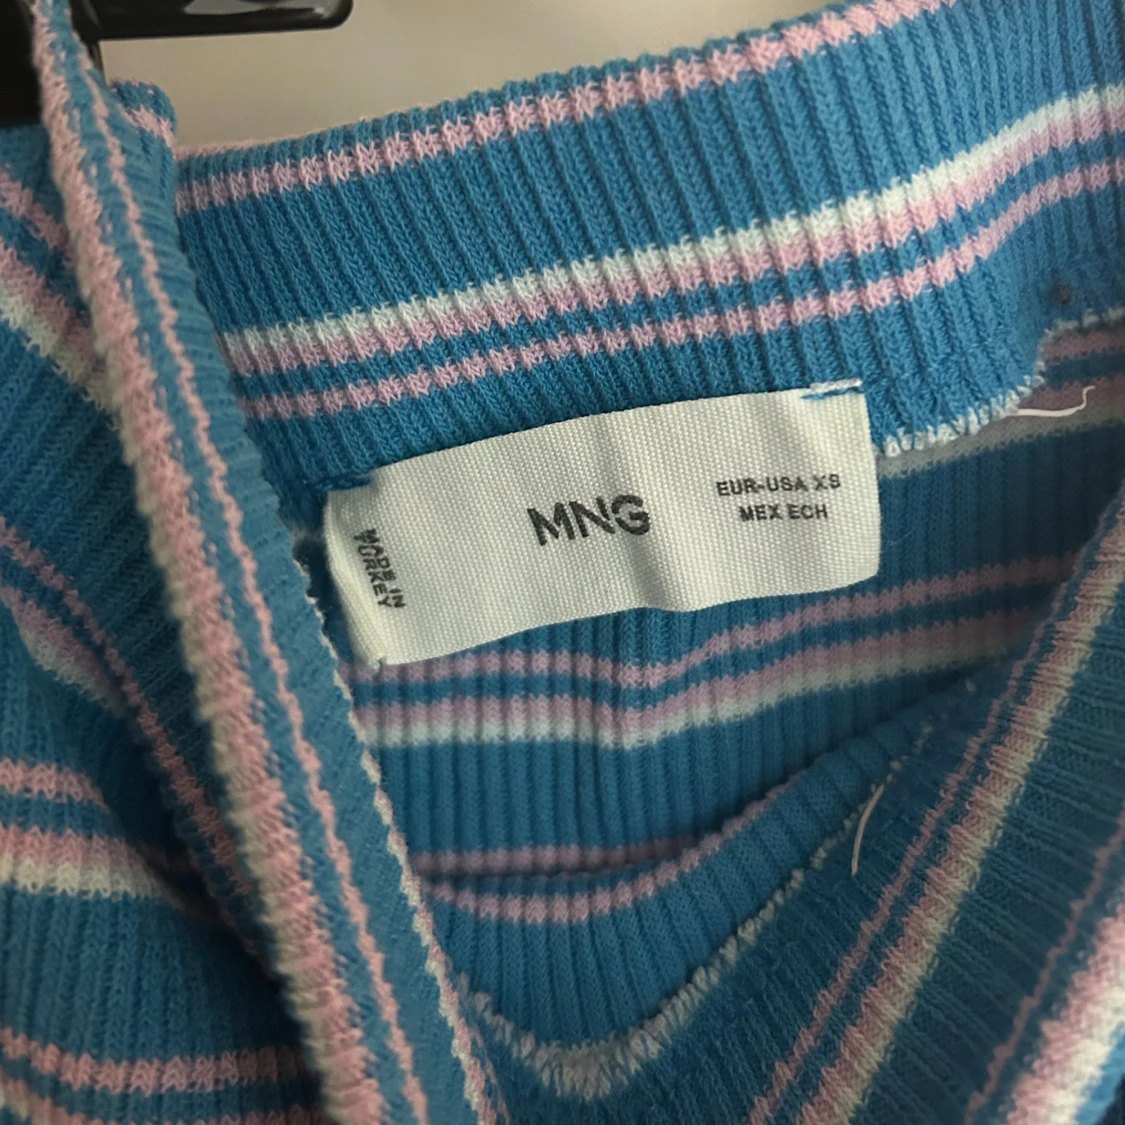 MNG
EUR-USA XS
MEX ECH
MADE IN
TURKEY